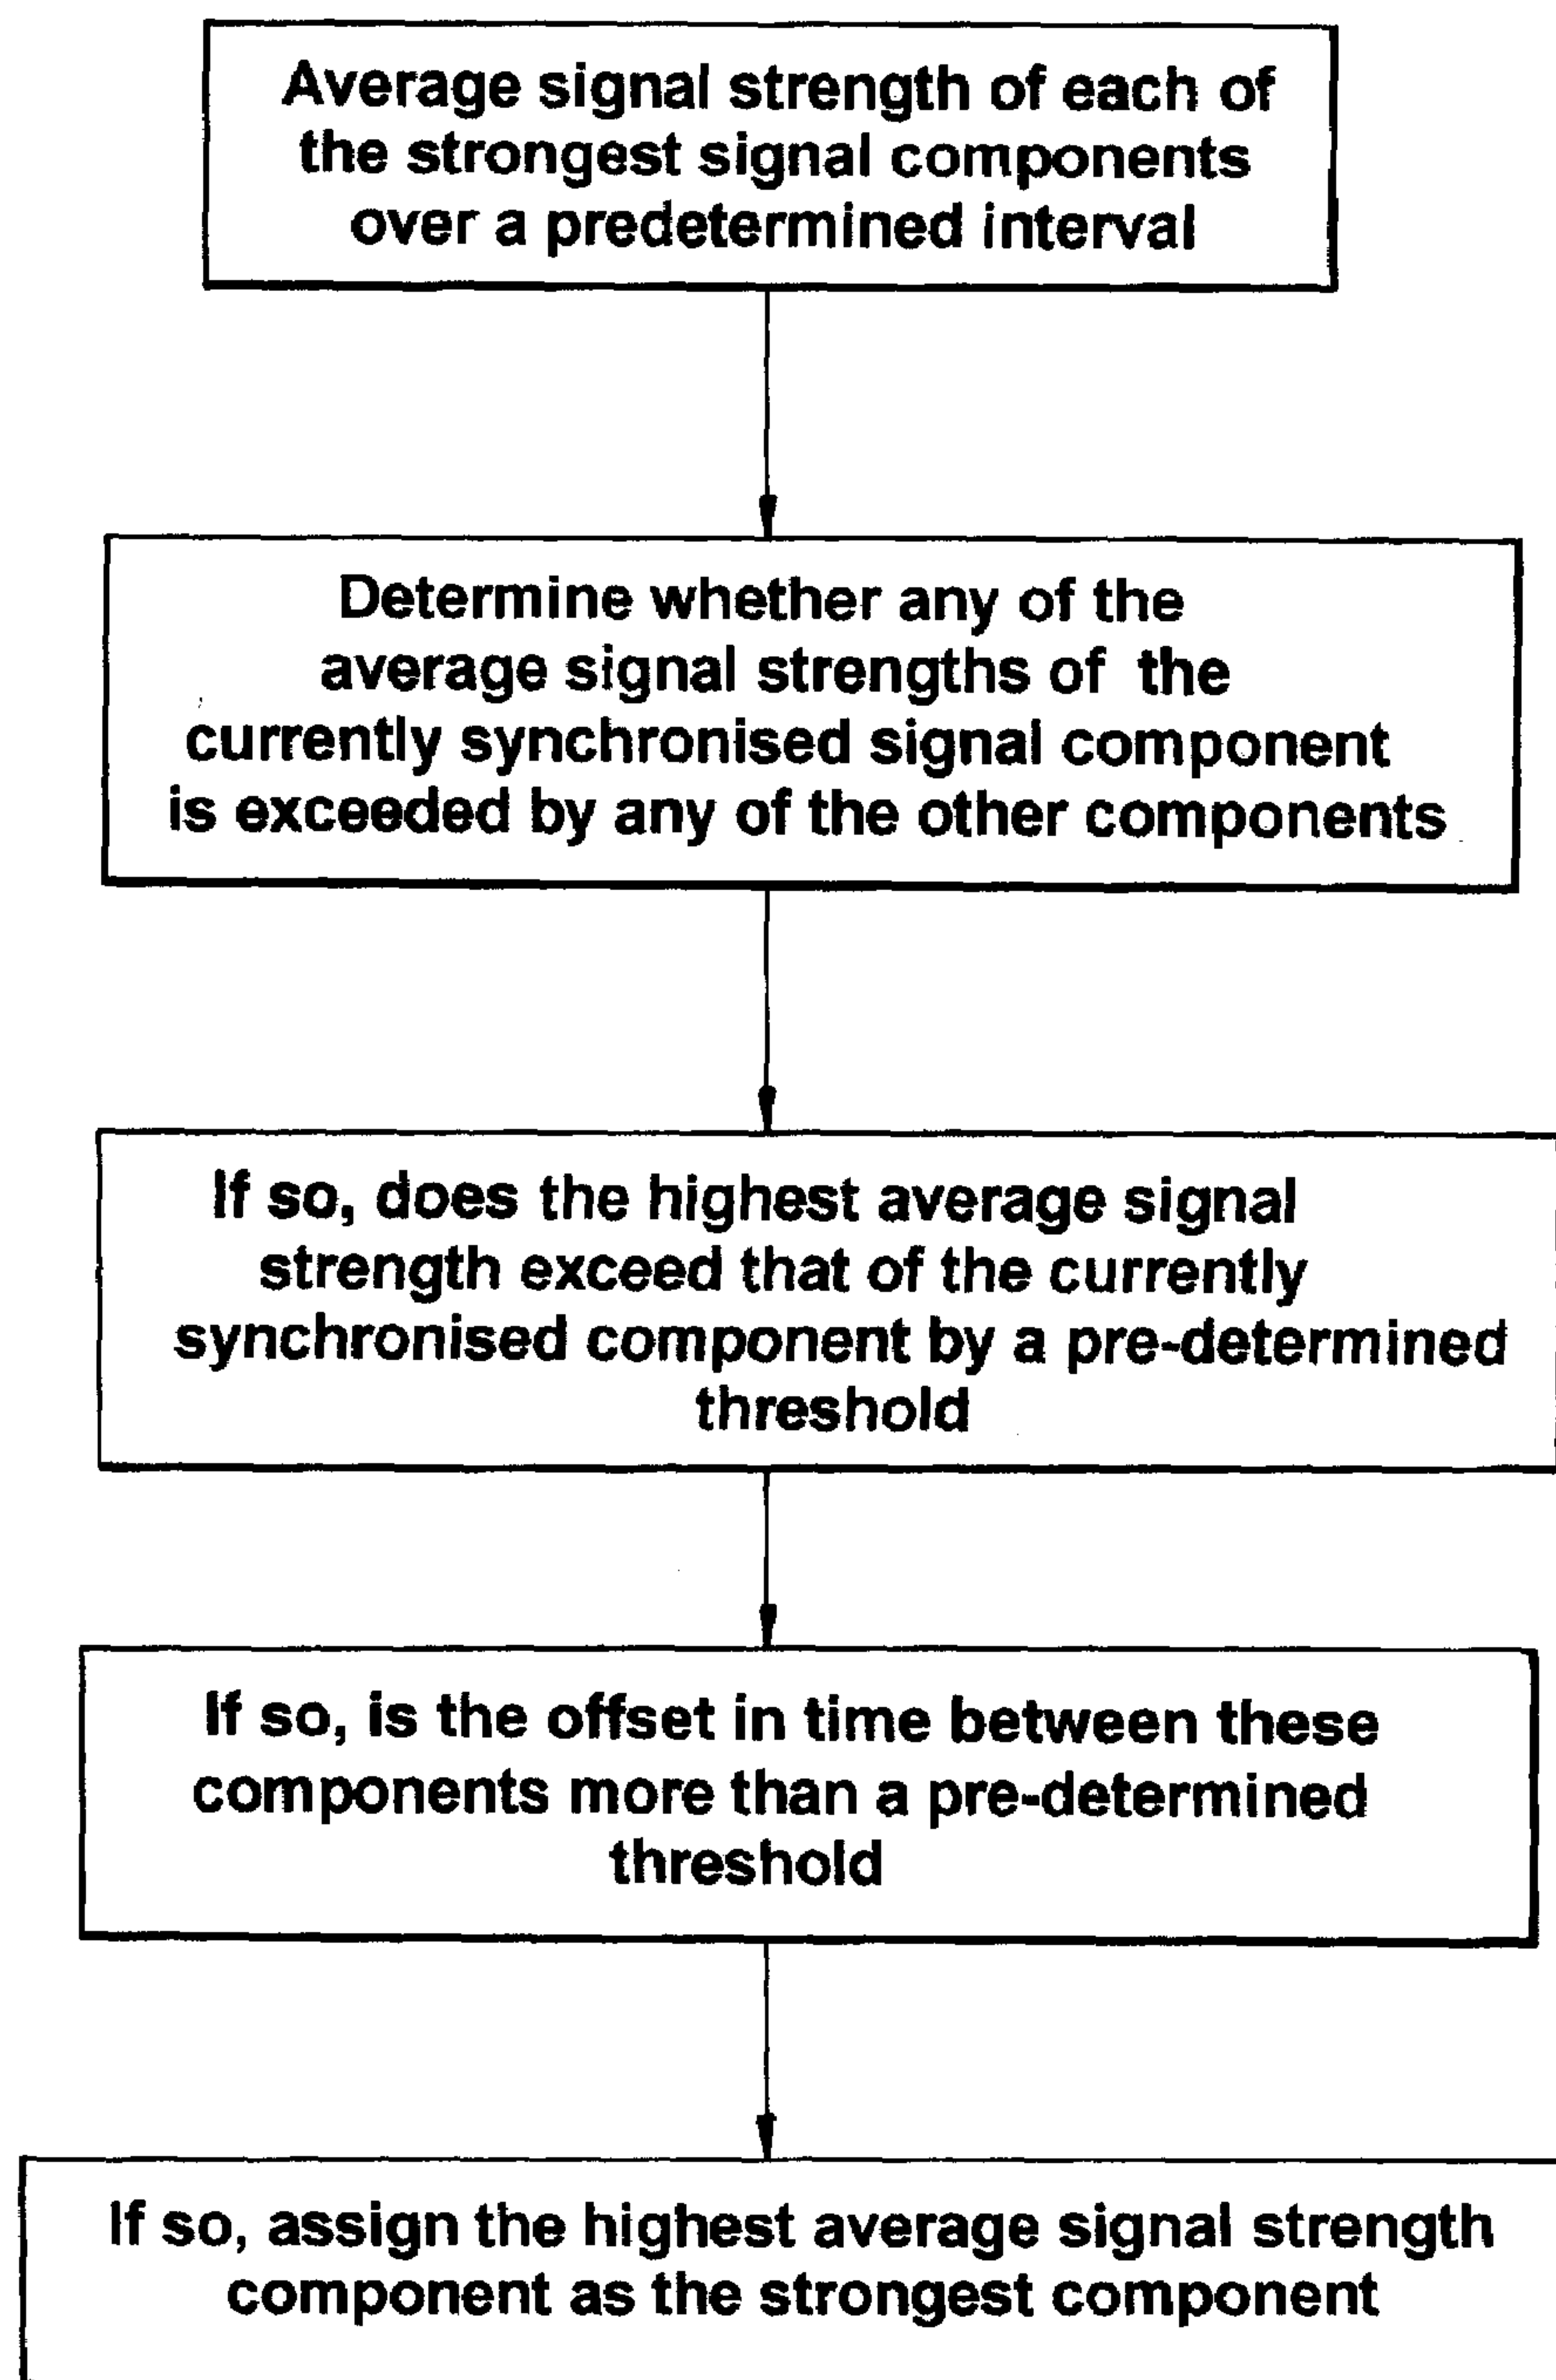 Average signal strength of each of
the strongest signal components
over a predetermined interval
Determine whether any of the
average signal strengths of the
currently synchronised signal component
is exceeded by any of the other components
If so, does the highest average signal
strength exceed that of the currently
synchronised component by a pre-determined
threshold
If so, is the offset in time between these
components more than a pre-determined
threshold
If so, assign the highest average signal strength
component as the strongest component